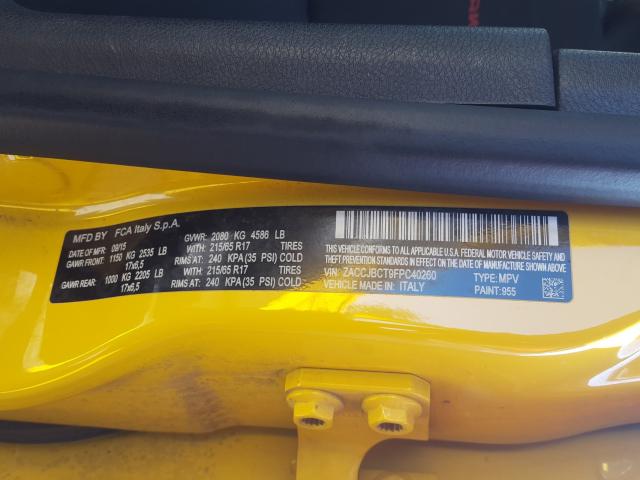 MFD BY FCA Italy S.p.A.
DATE OF MFR 09/15 GVWR: 2080 KG 4586 LB
GAWR FRONT: 1150 KG 2535 LB WITH: 215/65 R17 TIRES
17x6,5 RIMS AT: 240 KPA (35 PSI) COLD
GAWR REAR: 1000 KG 2205 LB WITH: 215/65 R17 TIRES
17x6,5 RIMS AT: 240 KPA (35 PSI) COLD
THIS VEHICLE CONFORMS TO ALL
APPLICABLE U.S. FEDERAL MOTOR VEHICLE SAFETY, BUMPER, AND
THEFT PREVENTION STANDARDS IN EFFECT ON THE DATE OF MANUFACTURE SHOWN ABOVE.
VIN: ZACCJBCT9FPC40260 TYPE: MPV
VEHICLE MADE IN: ITALY PAINT: 955